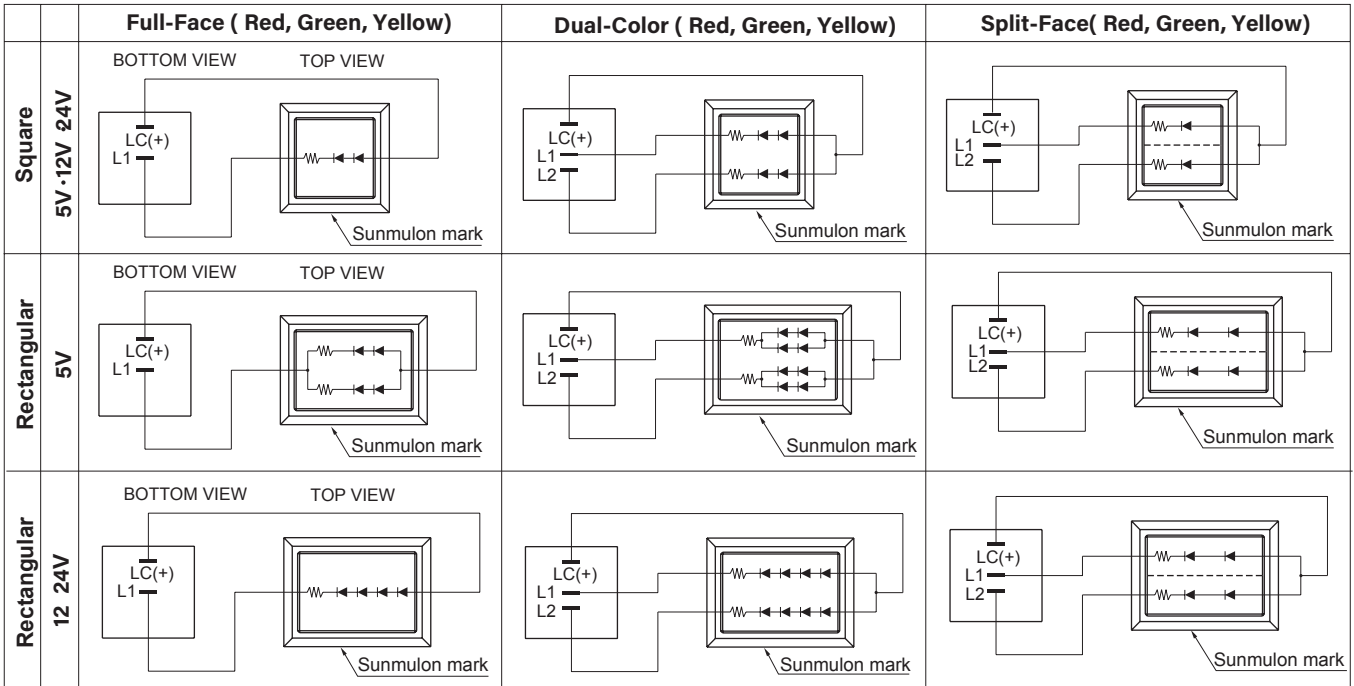 Full-Face ( Red, Green, Yellow)
Dual-Color ( Red, Green, Yellow)
Split-Face( Red, Green, Yellow)
Square
5V·12V 24V
BOTTOM VIEW
TOP VIEW
LC(+)
L1
Sunmulon mark
LC(+)
L1
L2
Sunmulon mark
LC(+)
L1
L2
Sunmulon mark
Rectangular
5V
BOTTOM VIEW
TOP VIEW
LC(+)
L1
Sunmulon mark
LC(+)
L1
L2
Sunmulon mark
LC(+)
L1
L2
Sunmulon mark
Rectangular
12 24V
BOTTOM VIEW
TOP VIEW
LC(+)
L1
Sunmulon mark
LC(+)
L1
L2
Sunmulon mark
LC(+)
L1
L2
Sunmulon mark